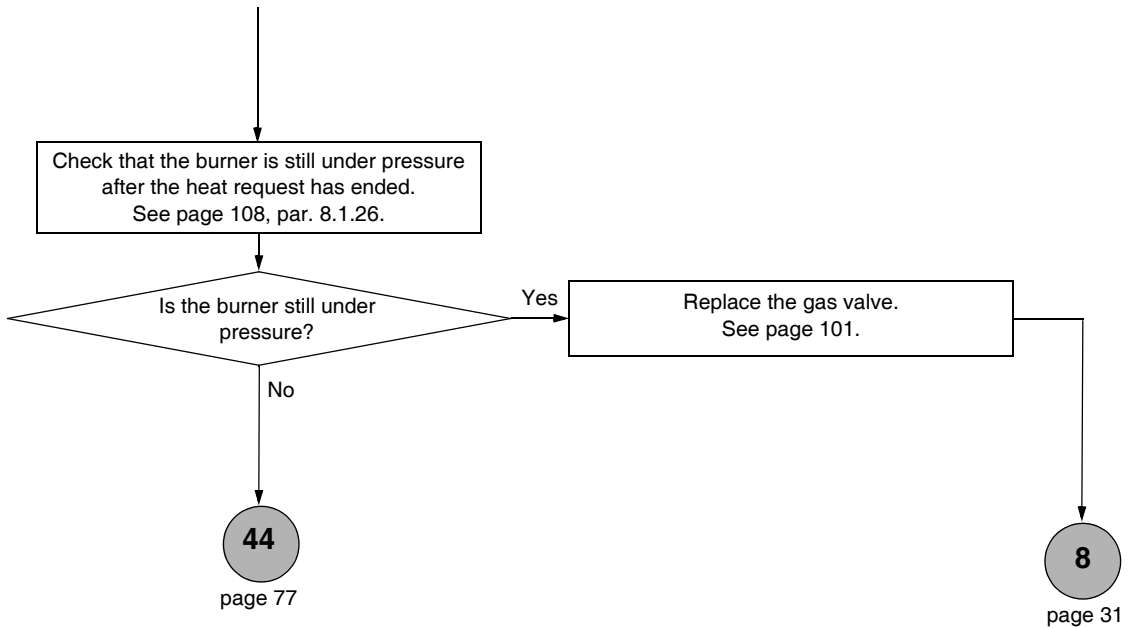 Check that the burner is still under pressure
after the heat request has ended.
See page 108, par. 8.1.26.
Is the burner still under
pressure?
Yes
Replace the gas valve.
See page 101.
No
44
page 77
8
page 31